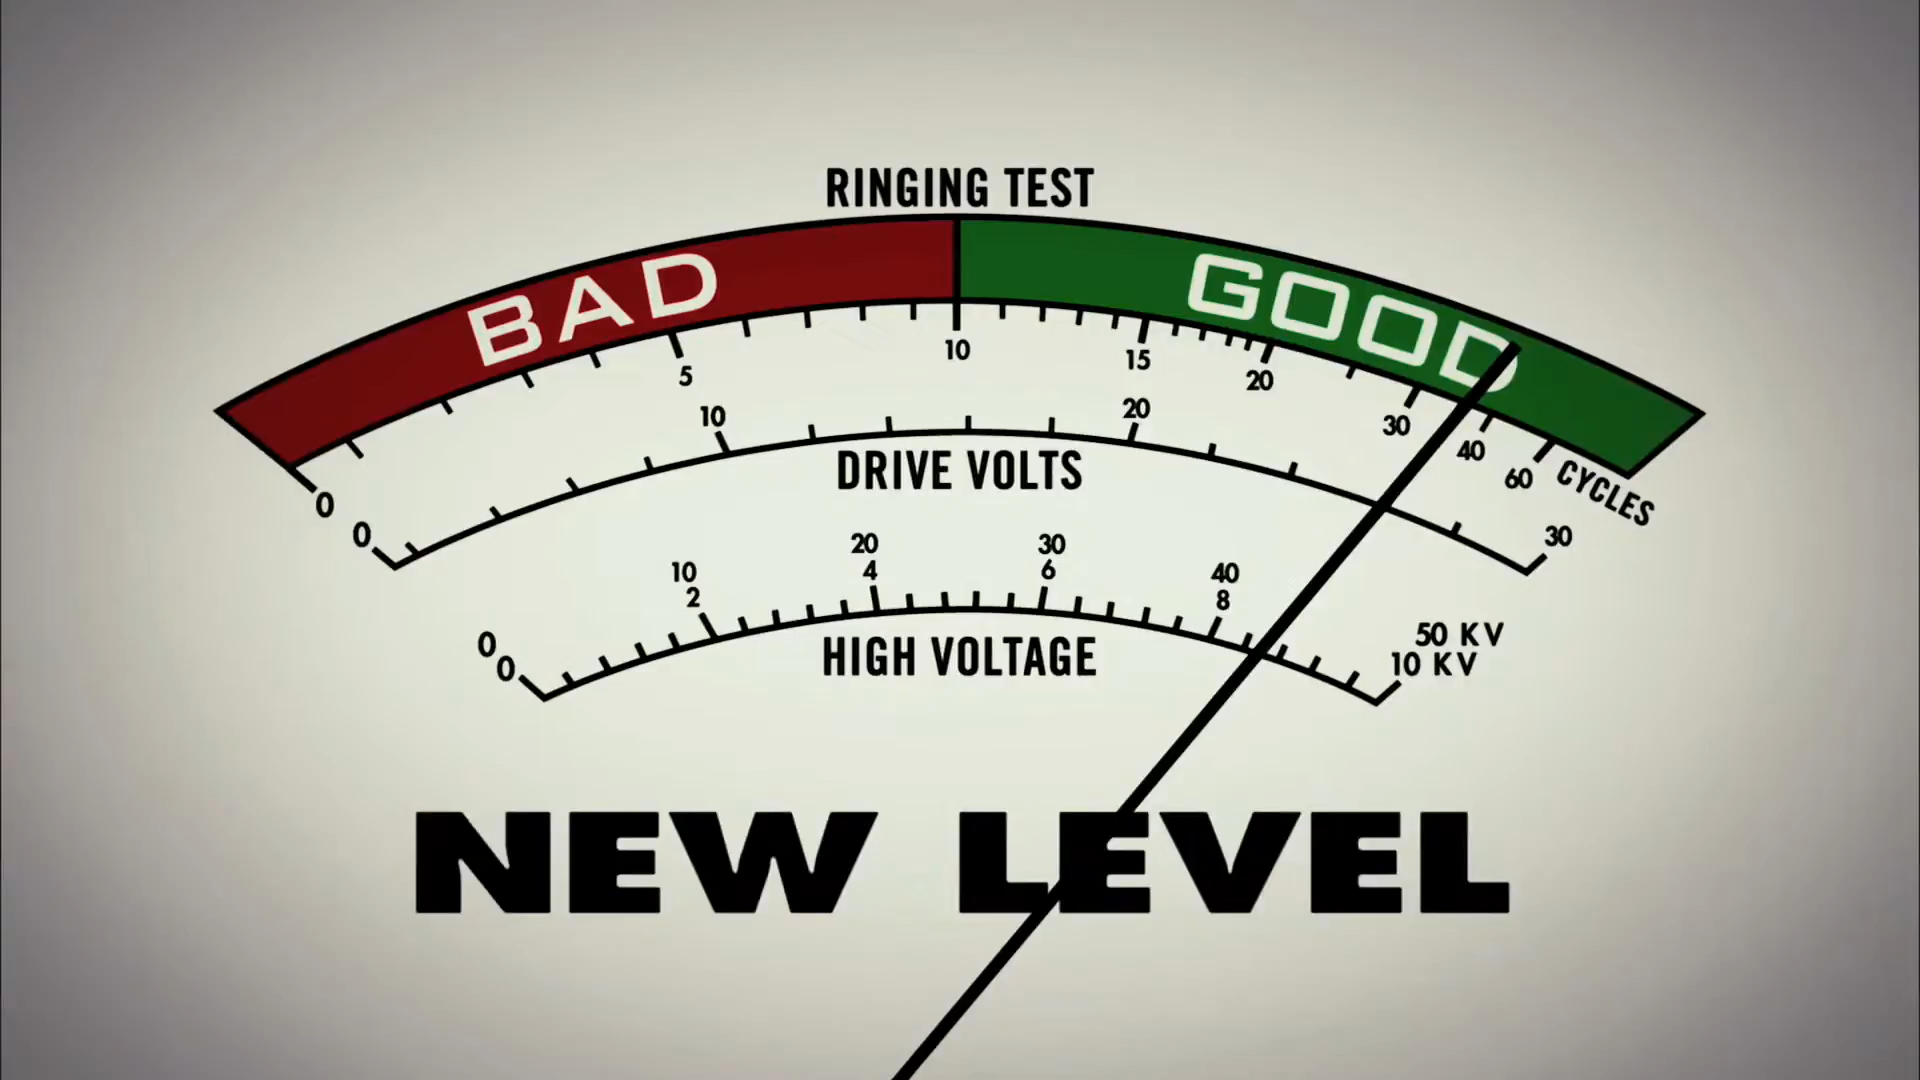 RINGING TEST
BAD GOOD
0 5 10 15 20 30 40 60 CYCLES
0 10 20 30
DRIVE VOLTS
0 10 20 30 40 50 KV
0 2 4 6 8 10 KV
HIGH VOLTAGE
NEW LEVEL